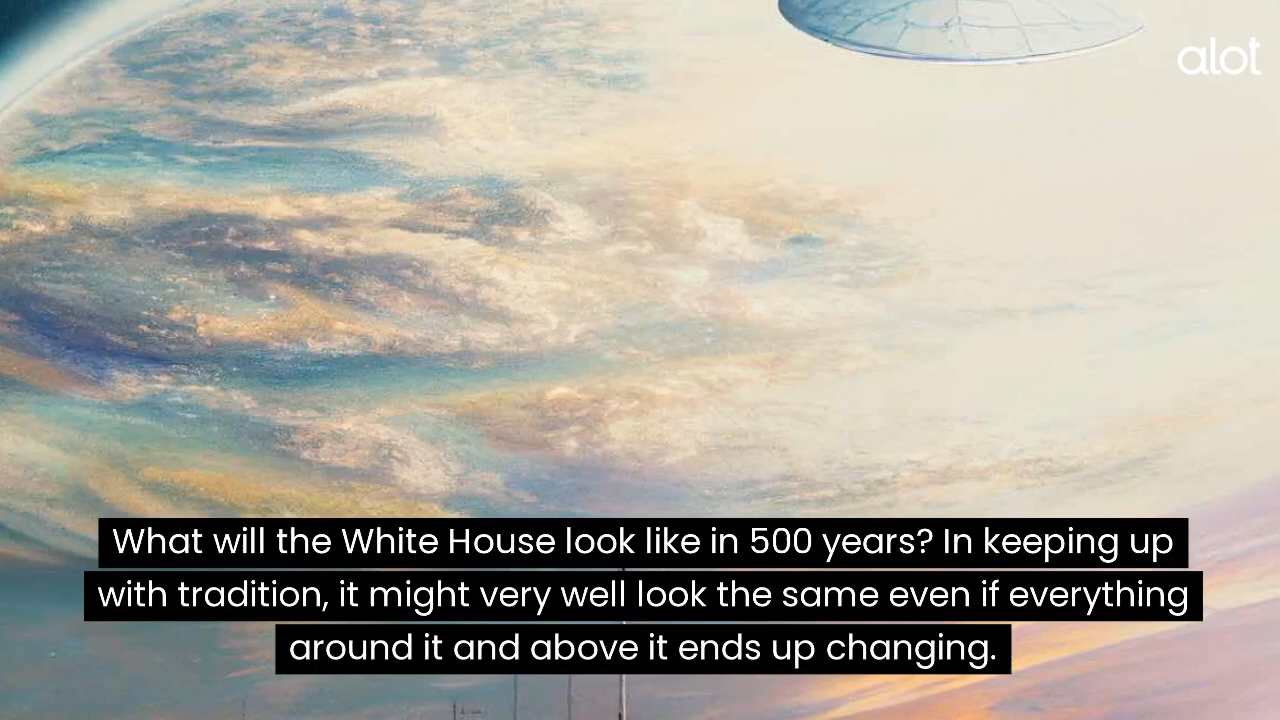 alot
What will the White House look like in 500 years? In keeping up
with tradition, it might very well look the same even if everything
around it and above it ends up changing.